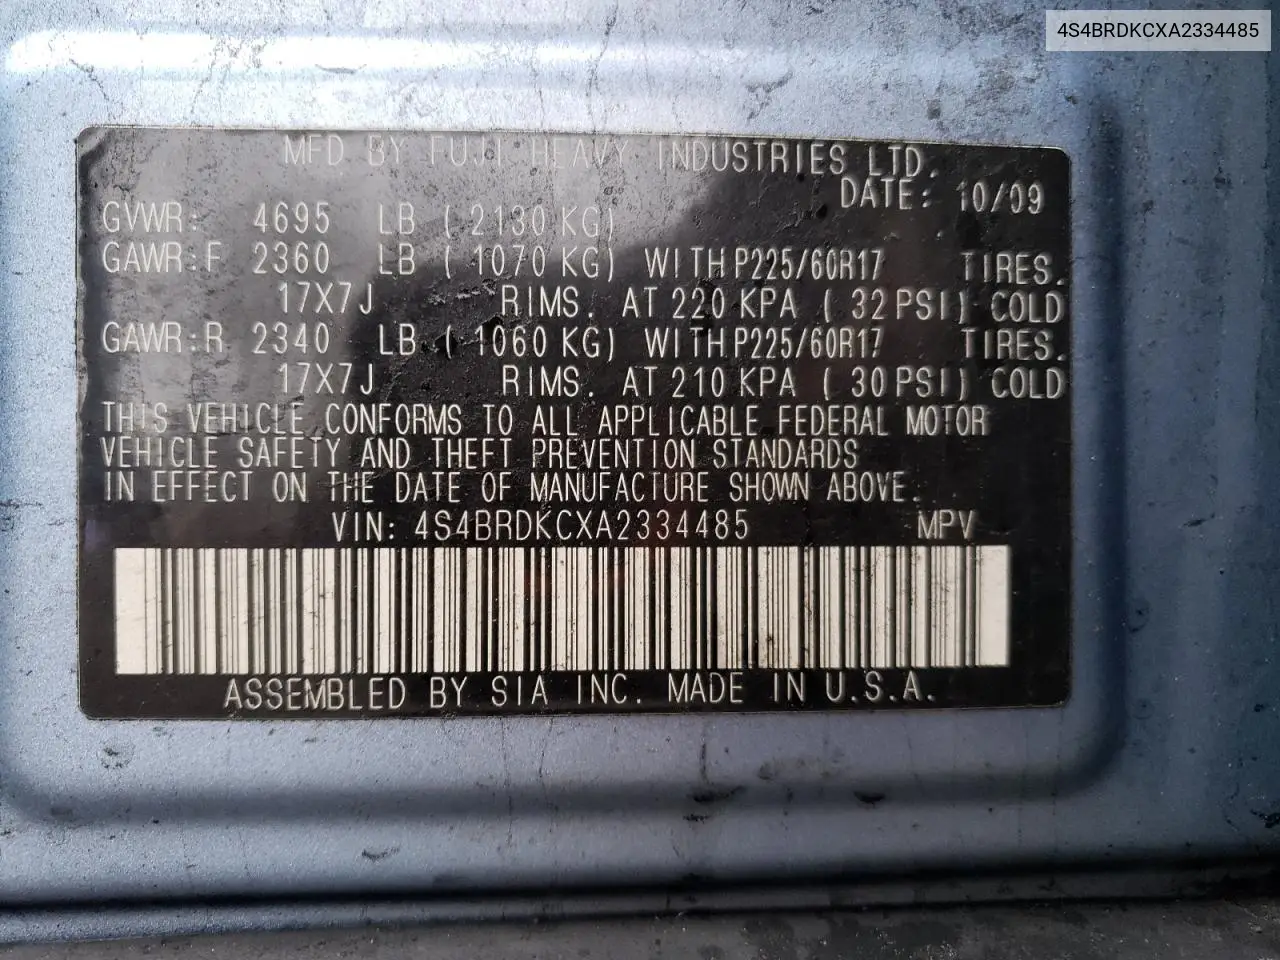 4S4BRDKCXA2334485
MFD BY FUJI HEAVY INDUSTRIES LTD.
DATE: 10/09
GVWR: 4695 LB ( 2130 KG)
GAWR:F 2360 LB ( 1070 KG) WITH P225/60R17 TIRES.
17X7J RIMS. AT 220 KPA ( 32 PSI) COLD
GAWR:R 2340 LB ( 1060 KG) WITH P225/60R17 TIRES.
17X7J RIMS. AT 210 KPA ( 30 PSI) COLD
THIS VEHICLE CONFORMS TO ALL APPLICABLE FEDERAL MOTOR
VEHICLE SAFETY AND THEFT PREVENTION STANDARDS
IN EFFECT ON THE DATE OF MANUFACTURE SHOWN ABOVE.
VIN: 4S4BRDKCXA2334485 MPV
ASSEMBLED BY SIA INC. MADE IN U.S.A.